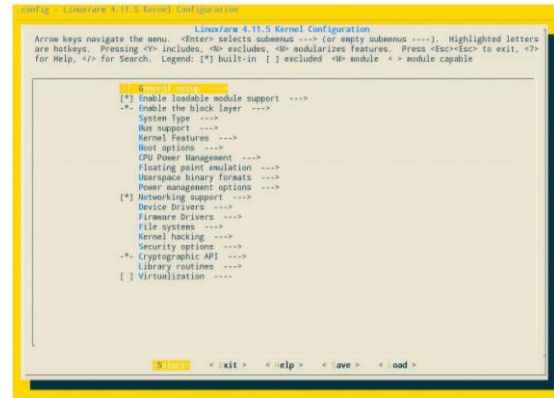 .config - Linux/arm 4.11.5 Kernel Configuration
Linux/arm 4.11.5 Kernel Configuration
Arrow keys navigate the menu.  <Enter> selects submenus ---> (or empty submenus ----).  Highlighted letters
are hotkeys.  Pressing <Y> includes, <N> excludes, <M> modularizes features.  Press <Esc><Esc> to exit, <?>
for Help, </> for Search.  Legend: [*] built-in  [ ] excluded  <M> module  < > module capable
General setup  --->
[*] Enable loadable module support  --->
-*- Enable the block layer  --->
System Type  --->
Bus support  --->
Kernel Features  --->
Boot options  --->
CPU Power Management  --->
Floating point emulation  --->
Userspace binary formats  --->
Power management options  --->
[*] Networking support  --->
Device Drivers  --->
Firmware Drivers  --->
File systems  --->
Kernel hacking  --->
Security options  --->
-*- Cryptographic API  --->
Library routines  --->
[ ] Virtualization  ----
<Select>    < Exit >    < Help >    < Save >    < Load >